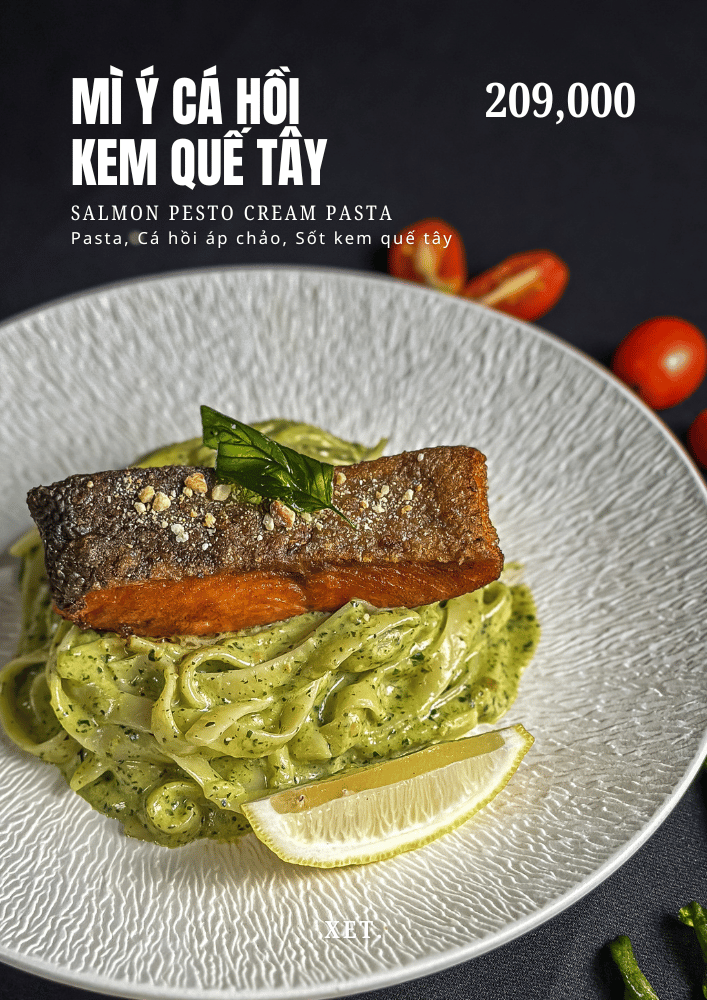 MÌ Ý CÁ HỒI
KEM QUẾ TÂY
209,000
SALMON PESTO CREAM PASTA
Pasta, Cá hồi áp chảo, Sốt kem quế tây
XÉT